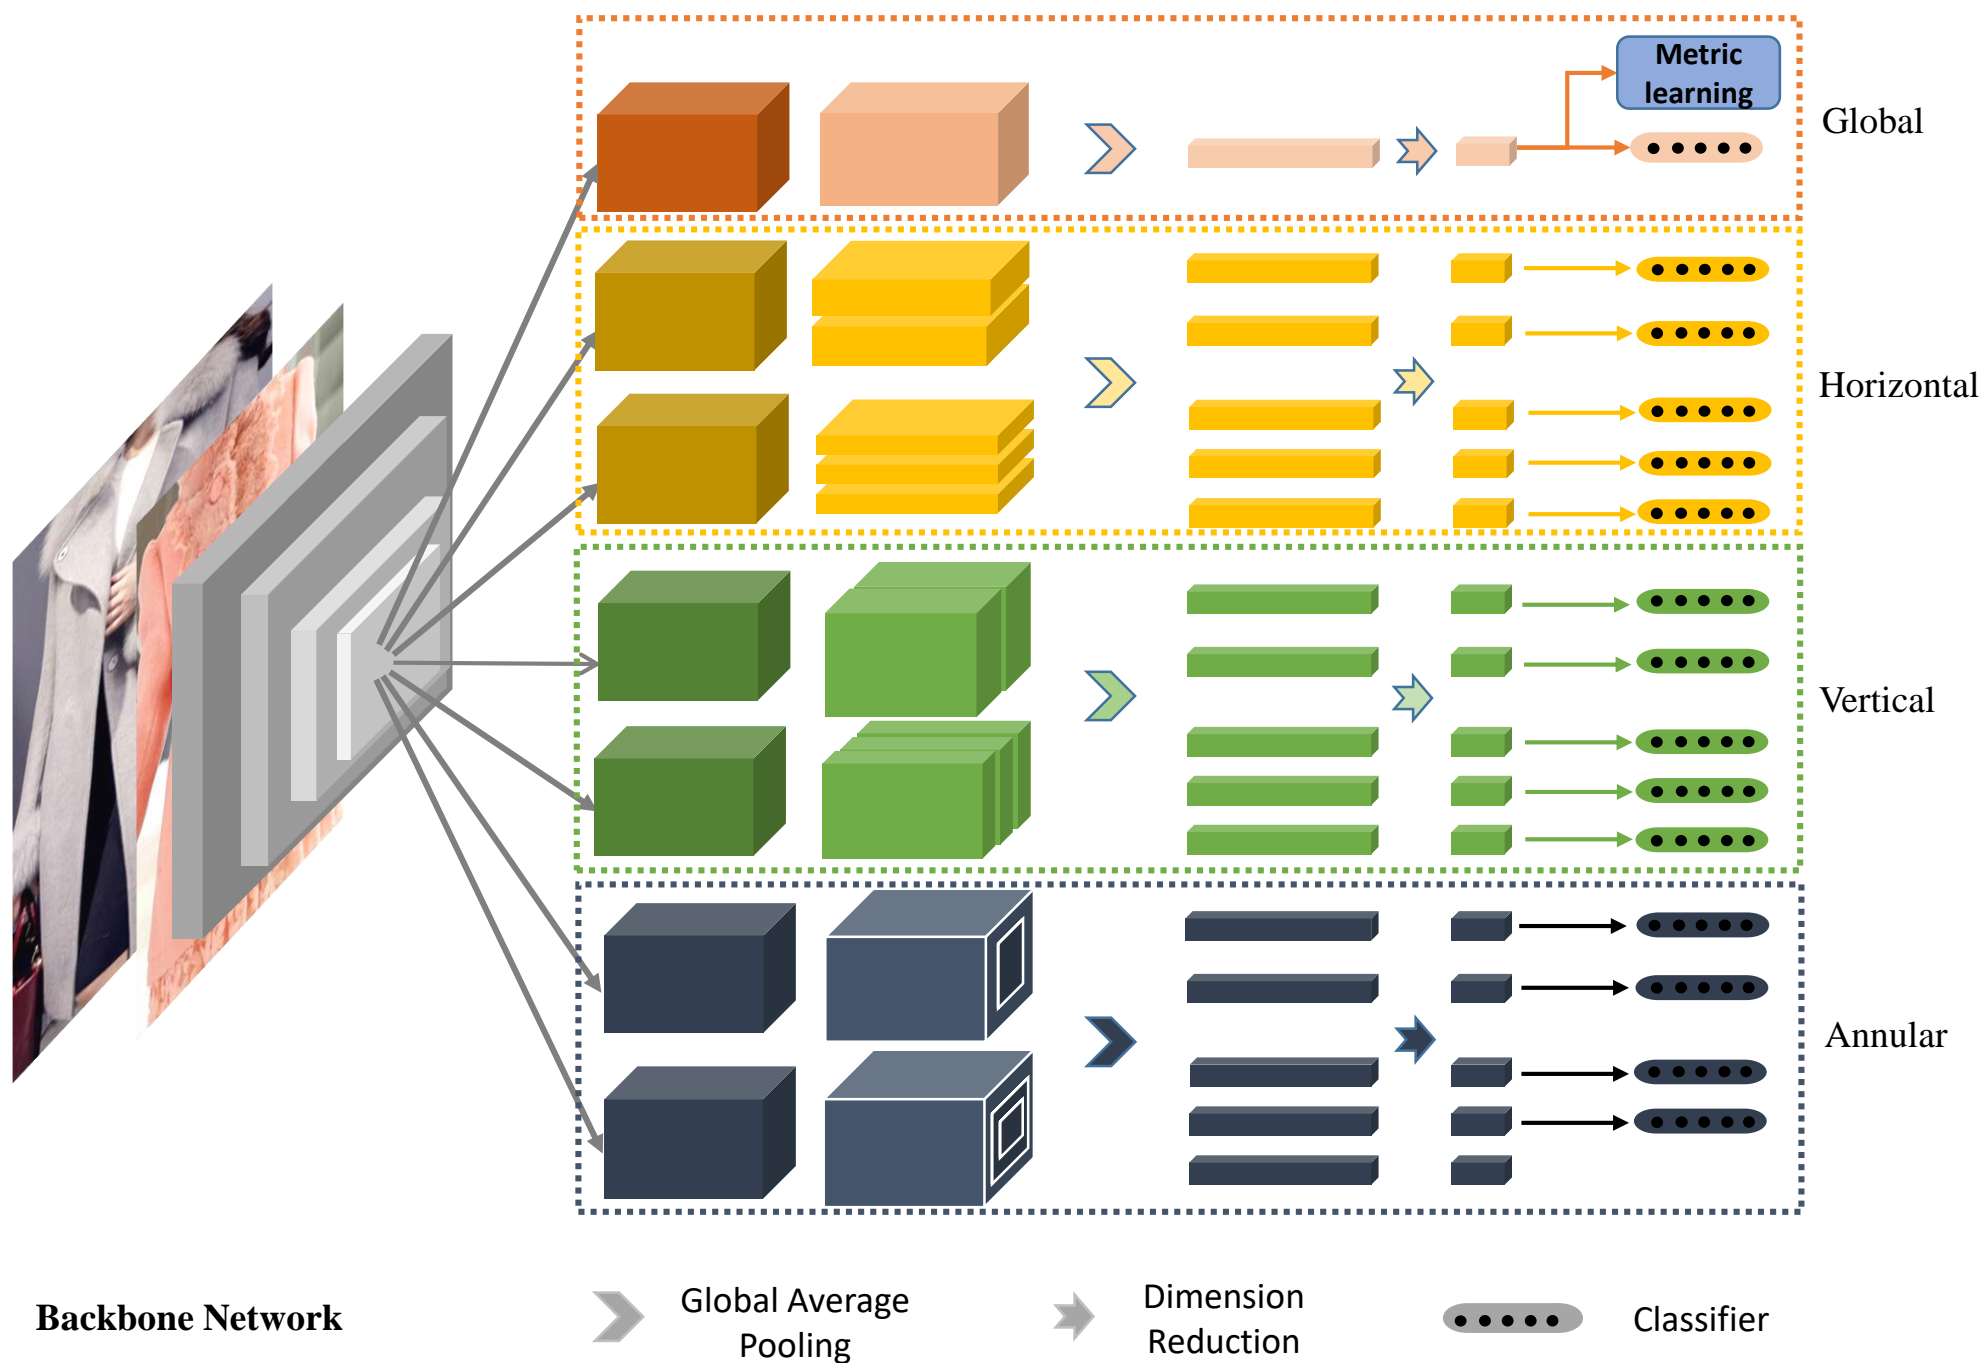 Metric
learning
Global
Horizontal
Vertical
Annular
Backbone Network
Global Average
Pooling
Dimension
Reduction
Classifier